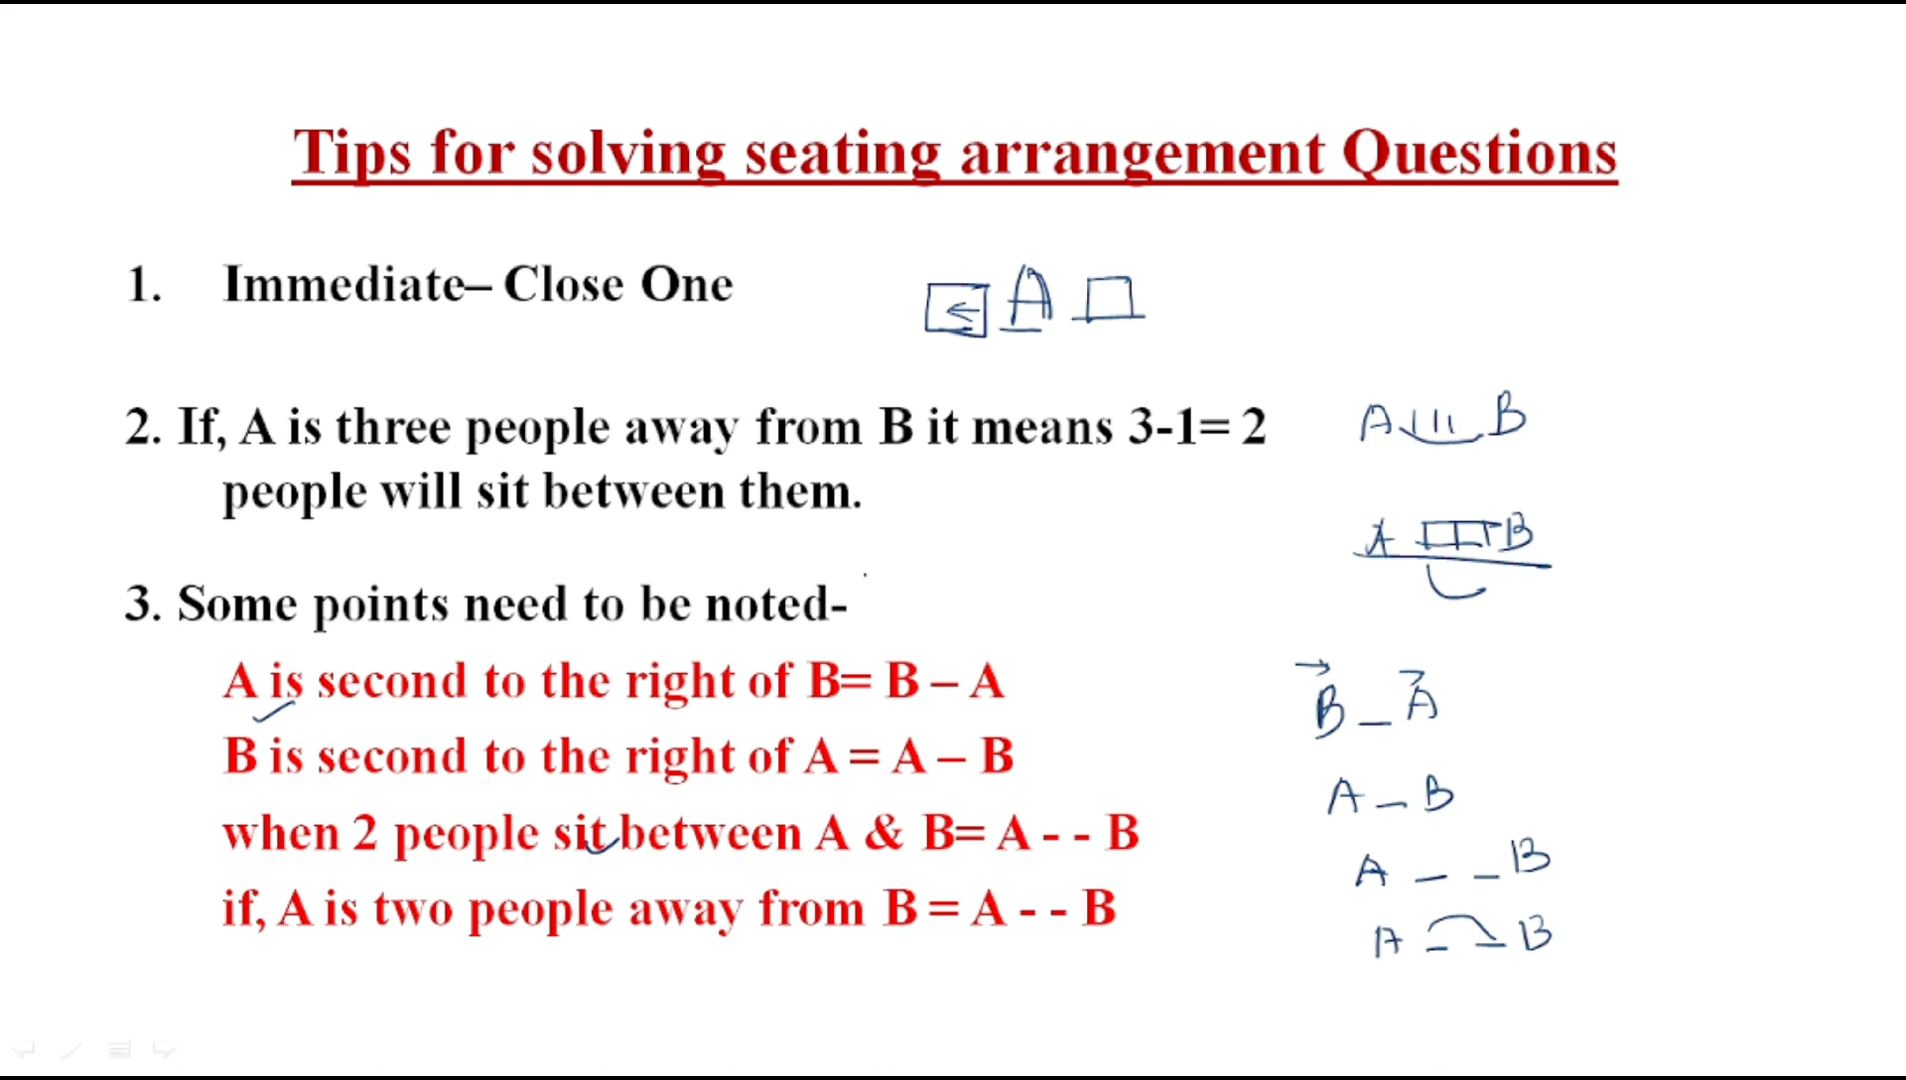 Tips for solving seating arrangement Questions
1. Immediate– Close One
A
2. If, A is three people away from B it means 3-1= 2
A B
people will sit between them.
A B
3. Some points need to be noted-
A is second to the right of B= B – A
B – A
B is second to the right of A = A – B
A – B
when 2 people sit between A & B= A - - B
A – – B
if, A is two people away from B = A - - B
A – – B